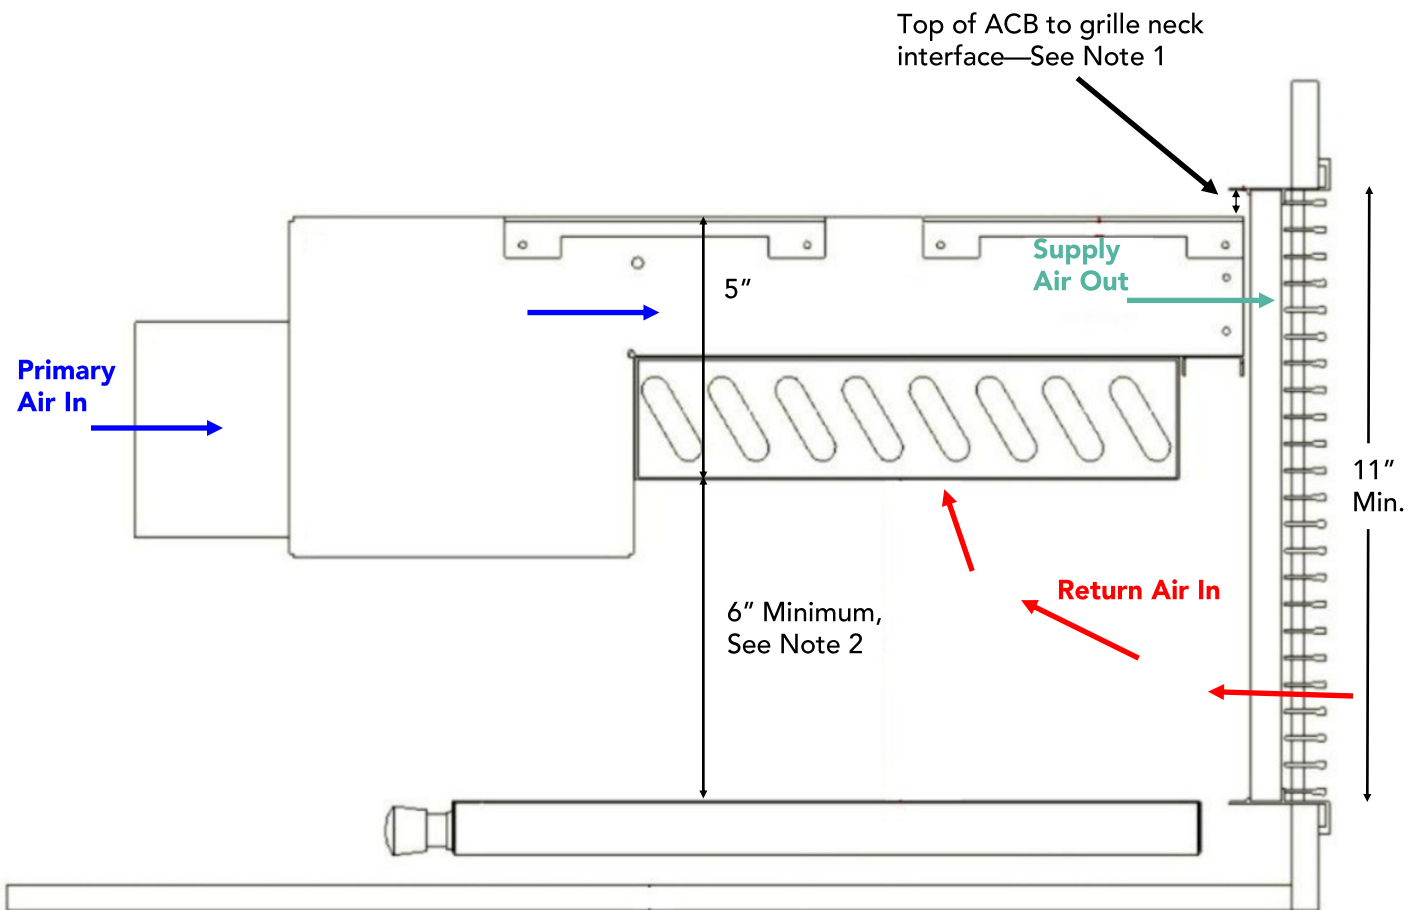 Top of ACB to grille neck
interface—See Note 1
Supply
Air Out
5”
Primary
Air In
11”
Min.
Return Air In
6” Minimum,
See Note 2